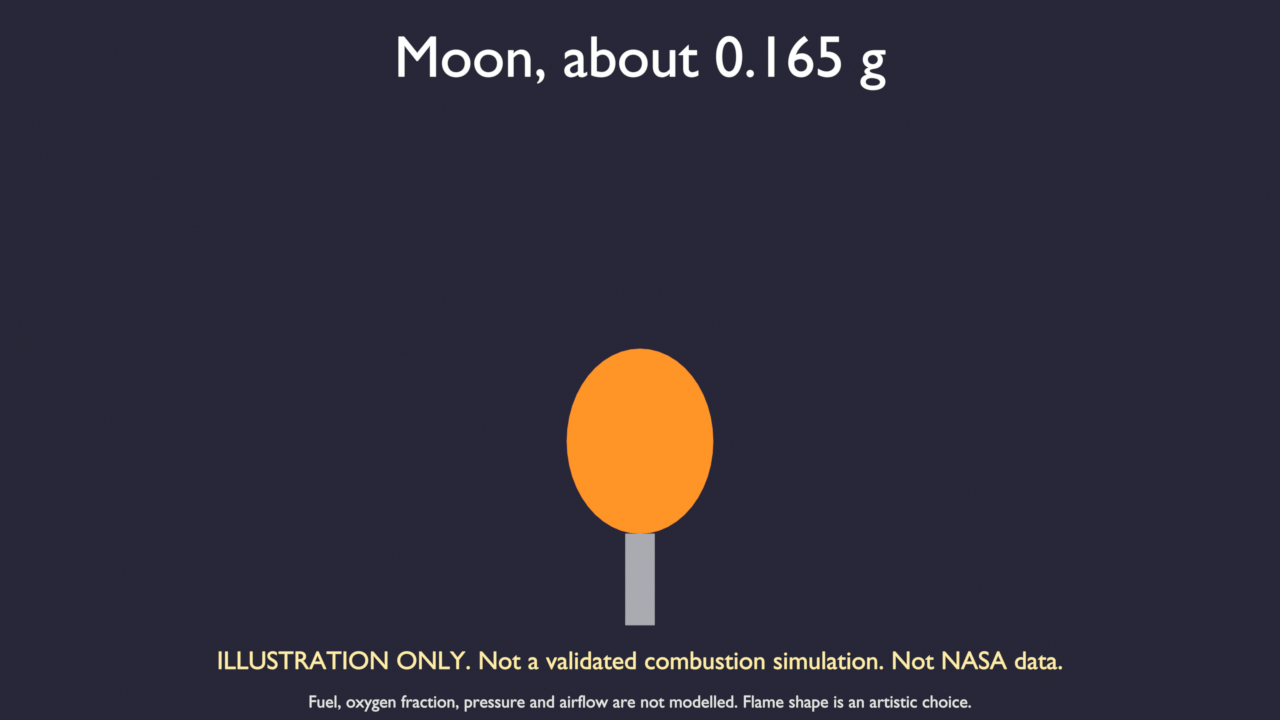 Moon, about 0.165 g
ILLUSTRATION ONLY. Not a validated combustion simulation. Not NASA data.
Fuel, oxygen fraction, pressure and airflow are not modelled. Flame shape is an artistic choice.